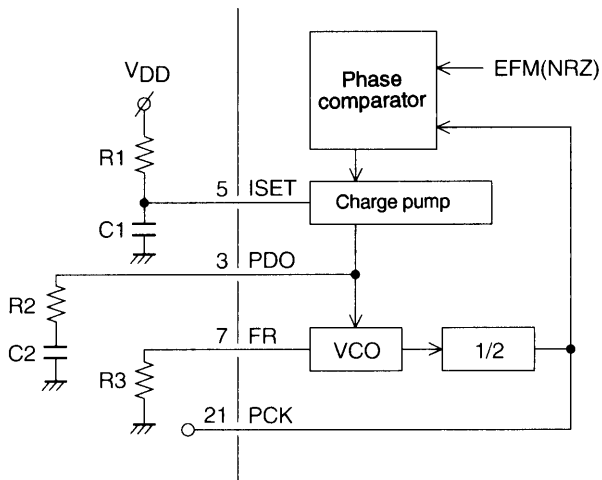 VDD
Phase
comparator
EFM(NRZ)
R1
5 ISET
Charge pump
C1
3 PDO
R2
7 FR
VCO
1/2
C2
R3
21 PCK